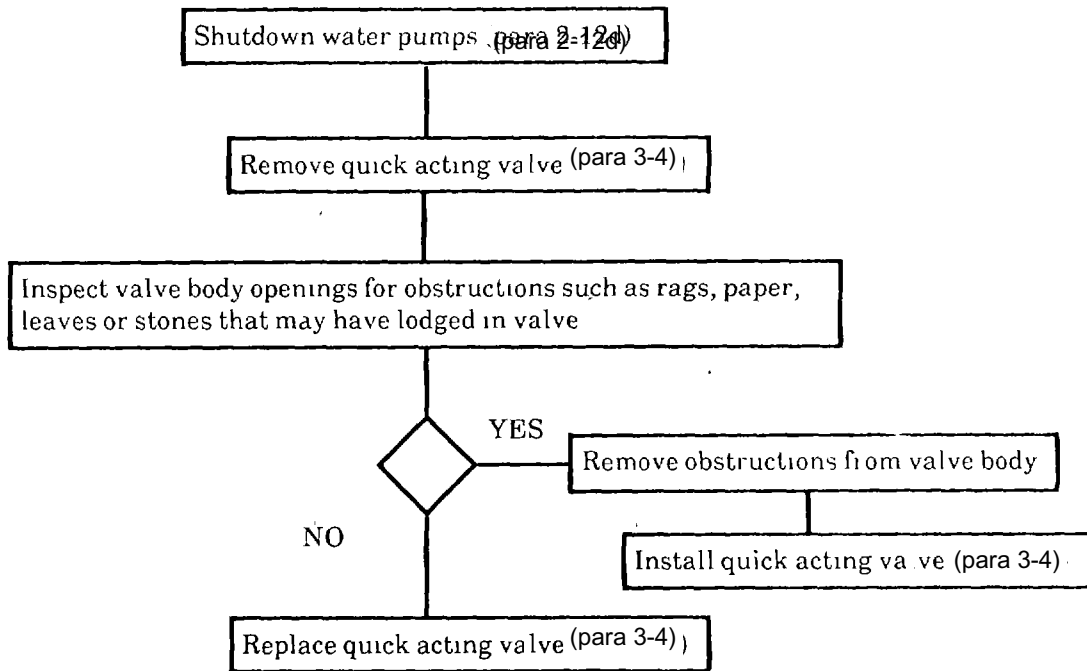 Shutdown water pumps (para 2-12d)
Remove quick acting valve (para 3-4)
Inspect valve body openings for obstructions such as rags, paper,
leaves or stones that may have lodged in valve
YES
Remove obstructions from valve body
NO
Install quick acting valve (para 3-4)
Replace quick acting valve (para 3-4)